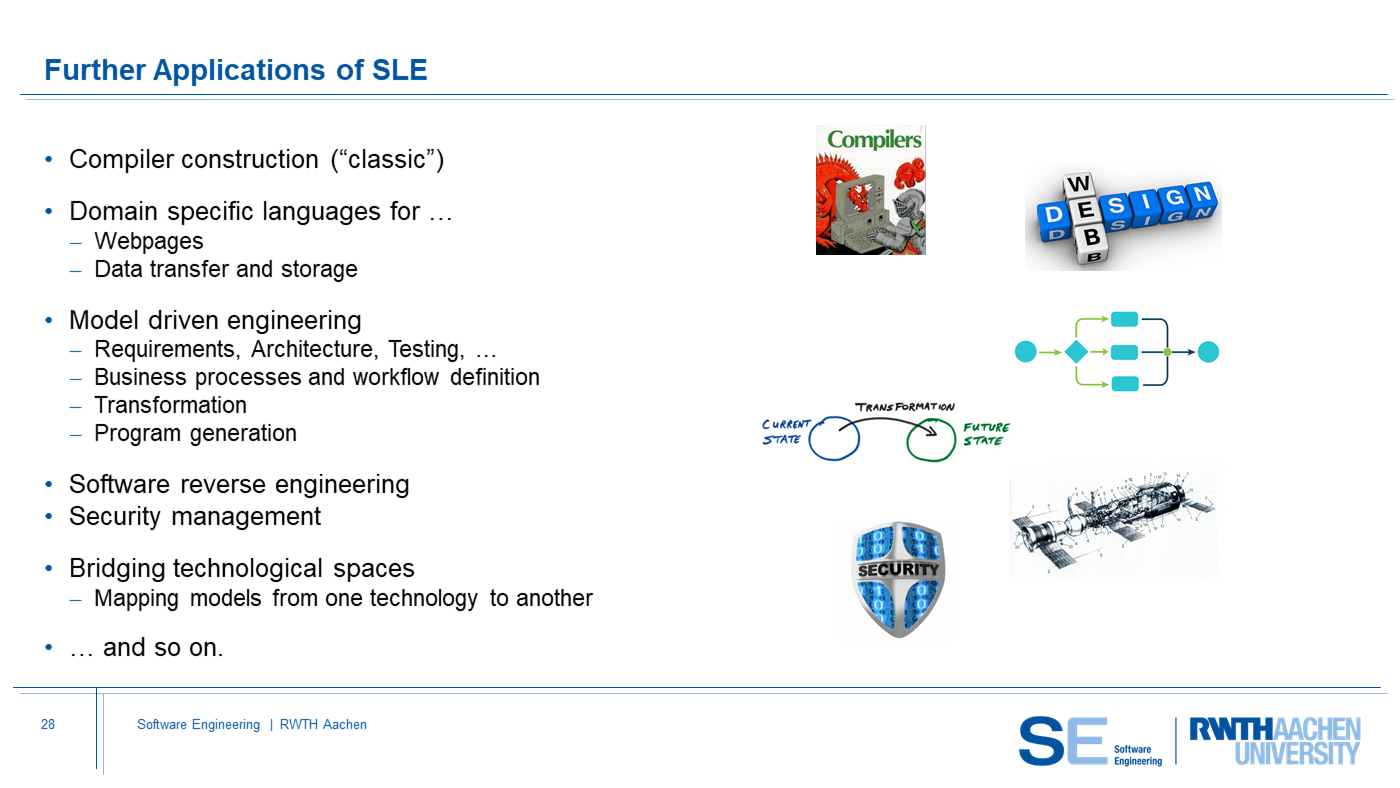 Further Applications of SLE
• Compiler construction (“classic”)
• Domain specific languages for …
– Webpages
– Data transfer and storage
• Model driven engineering
– Requirements, Architecture, Testing, …
– Business processes and workflow definition
– Transformation
– Program generation
• Software reverse engineering
• Security management
• Bridging technological spaces
– Mapping models from one technology to another
• … and so on.
Compilers
WEB
DESIGN
TRANSFORMATION
CURRENT
STATE
FUTURE
STATE
SECURITY
28
Software Engineering | RWTH Aachen
SE
Software
Engineering
RWTHAACHEN
UNIVERSITY